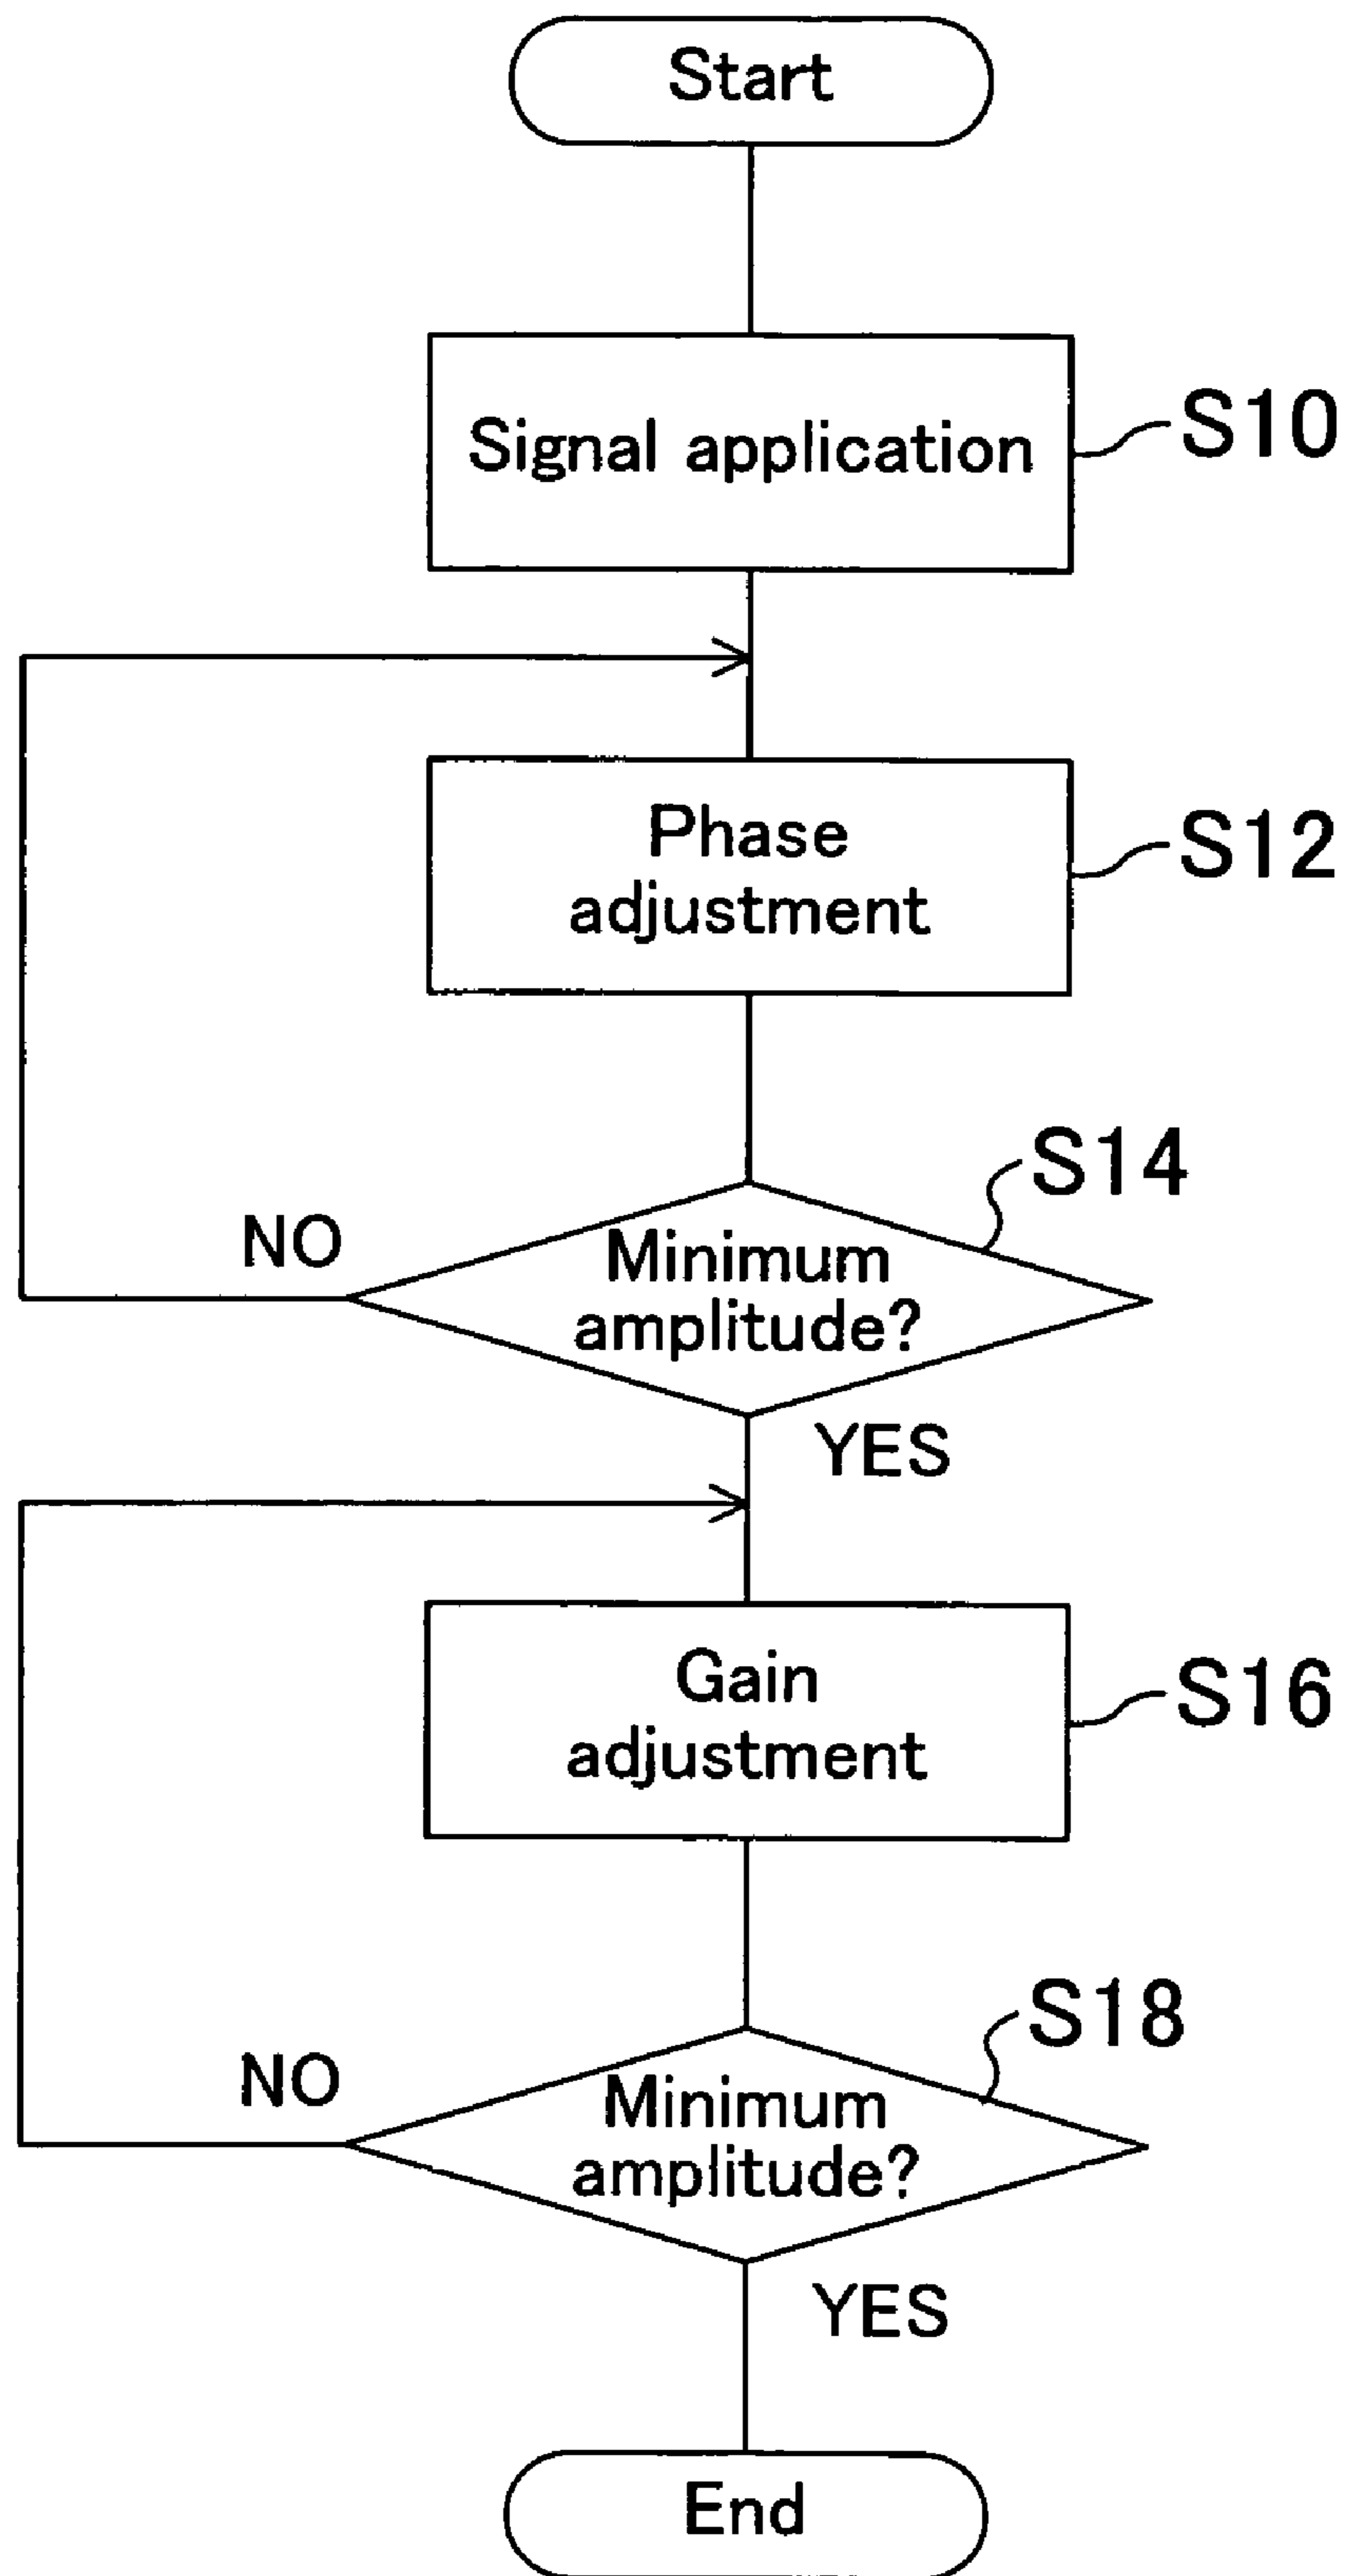 Start
Signal application
S10
Phase
adjustment
S12
S14
NO
Minimum
amplitude?
YES
Gain
adjustment
S16
S18
NO
Minimum
amplitude?
YES
End